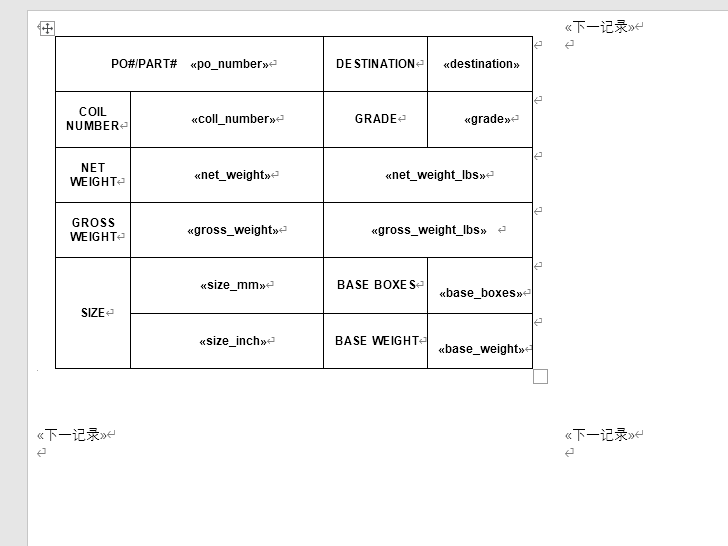 «下一记录»
PO#/PART# «po_number»
DESTINATION
«destination»
COIL
NUMBER
«coll_number»
GRADE
«grade»
NET
WEIGHT
«net_weight»
«net_weight_lbs»
GROSS
WEIGHT
«gross_weight»
«gross_weight_lbs»
SIZE
«size_mm»
BASE BOXES
«base_boxes»
«size_inch»
BASE WEIGHT
«base_weight»
«下一记录»
«下一记录»